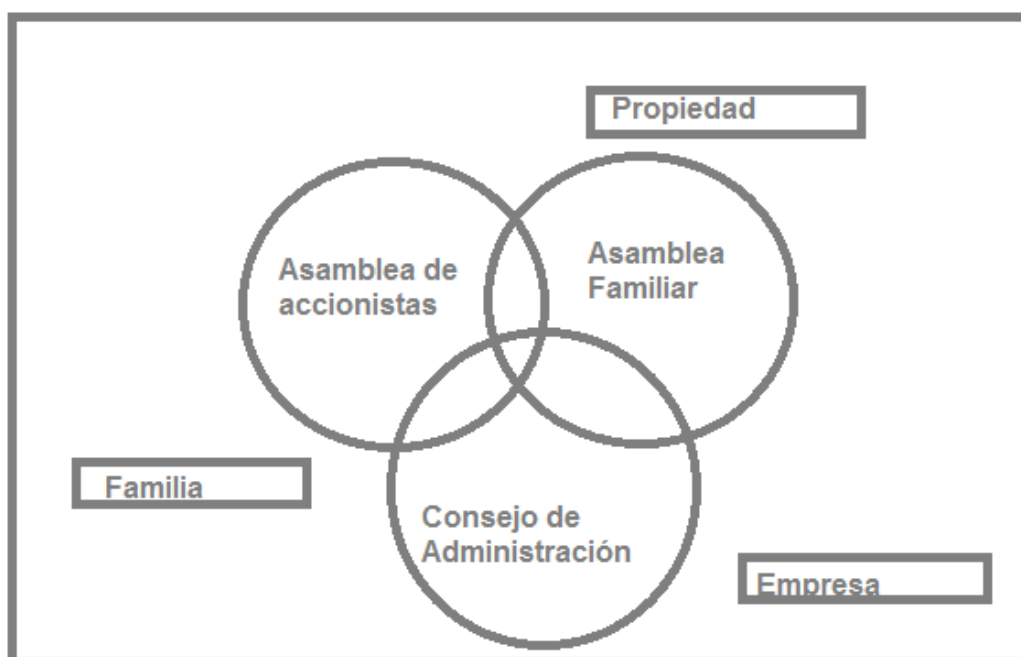 Propiedad
Asamblea de
accionistas
Asamblea
Familiar
Familia
Consejo de
Administración
Empresa